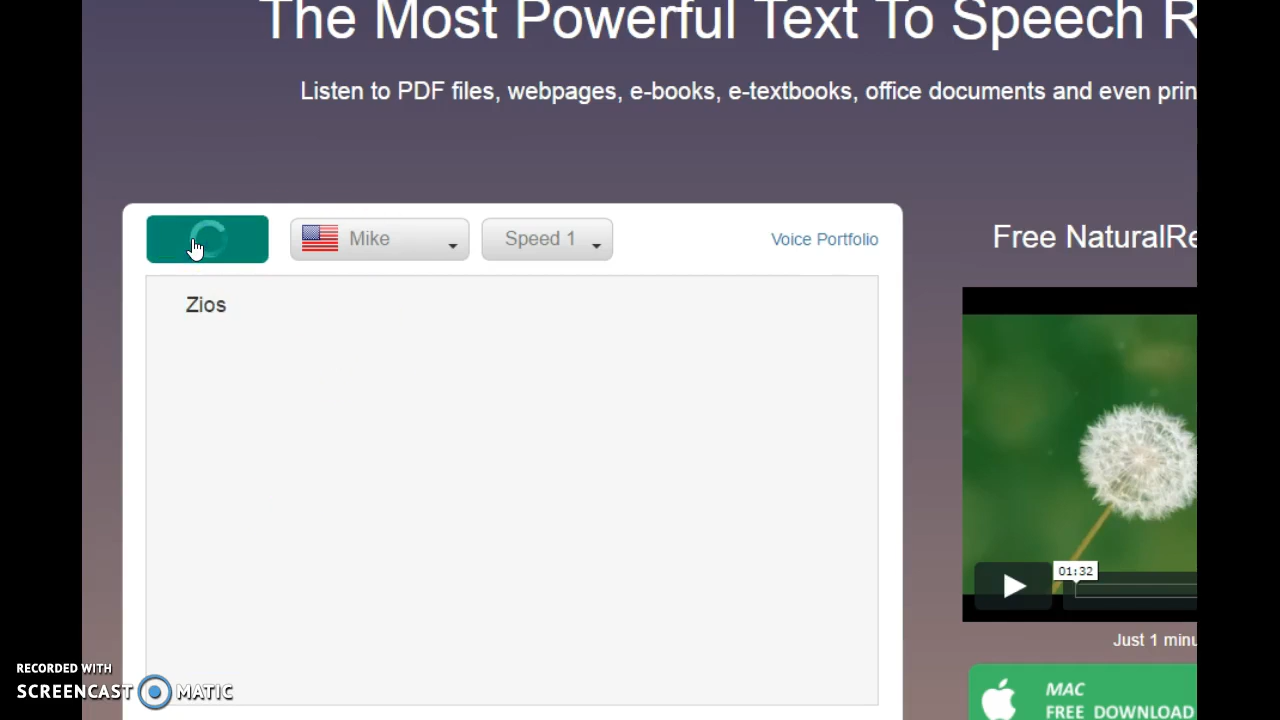 The Most Powerful Text To Speech R
Listen to PDF files, webpages, e-books, e-textbooks, office documents and even prin
Mike
Speed 1
Voice Portfolio
Free NaturalRe
Zios
01:32
Just 1 minu
MAC
FREE DOWNLOAD
RECORDED WITH
SCREENCAST MATIC